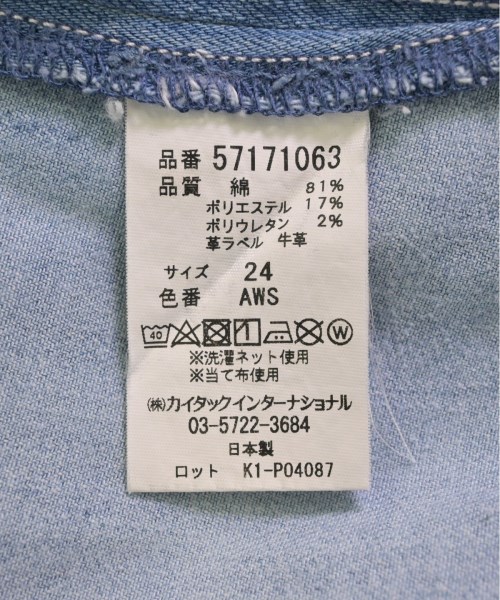 品番 57171063
品質 綿 81%
ポリエステル 17%
ポリウレタン 2%
革ラベル 牛革
サイズ 24
色番 AWS
40 W
※洗濯ネット使用
※当て布使用
㈱カイタックインターナショナル
03-5722-3684
日本製
ロット K1-P04087